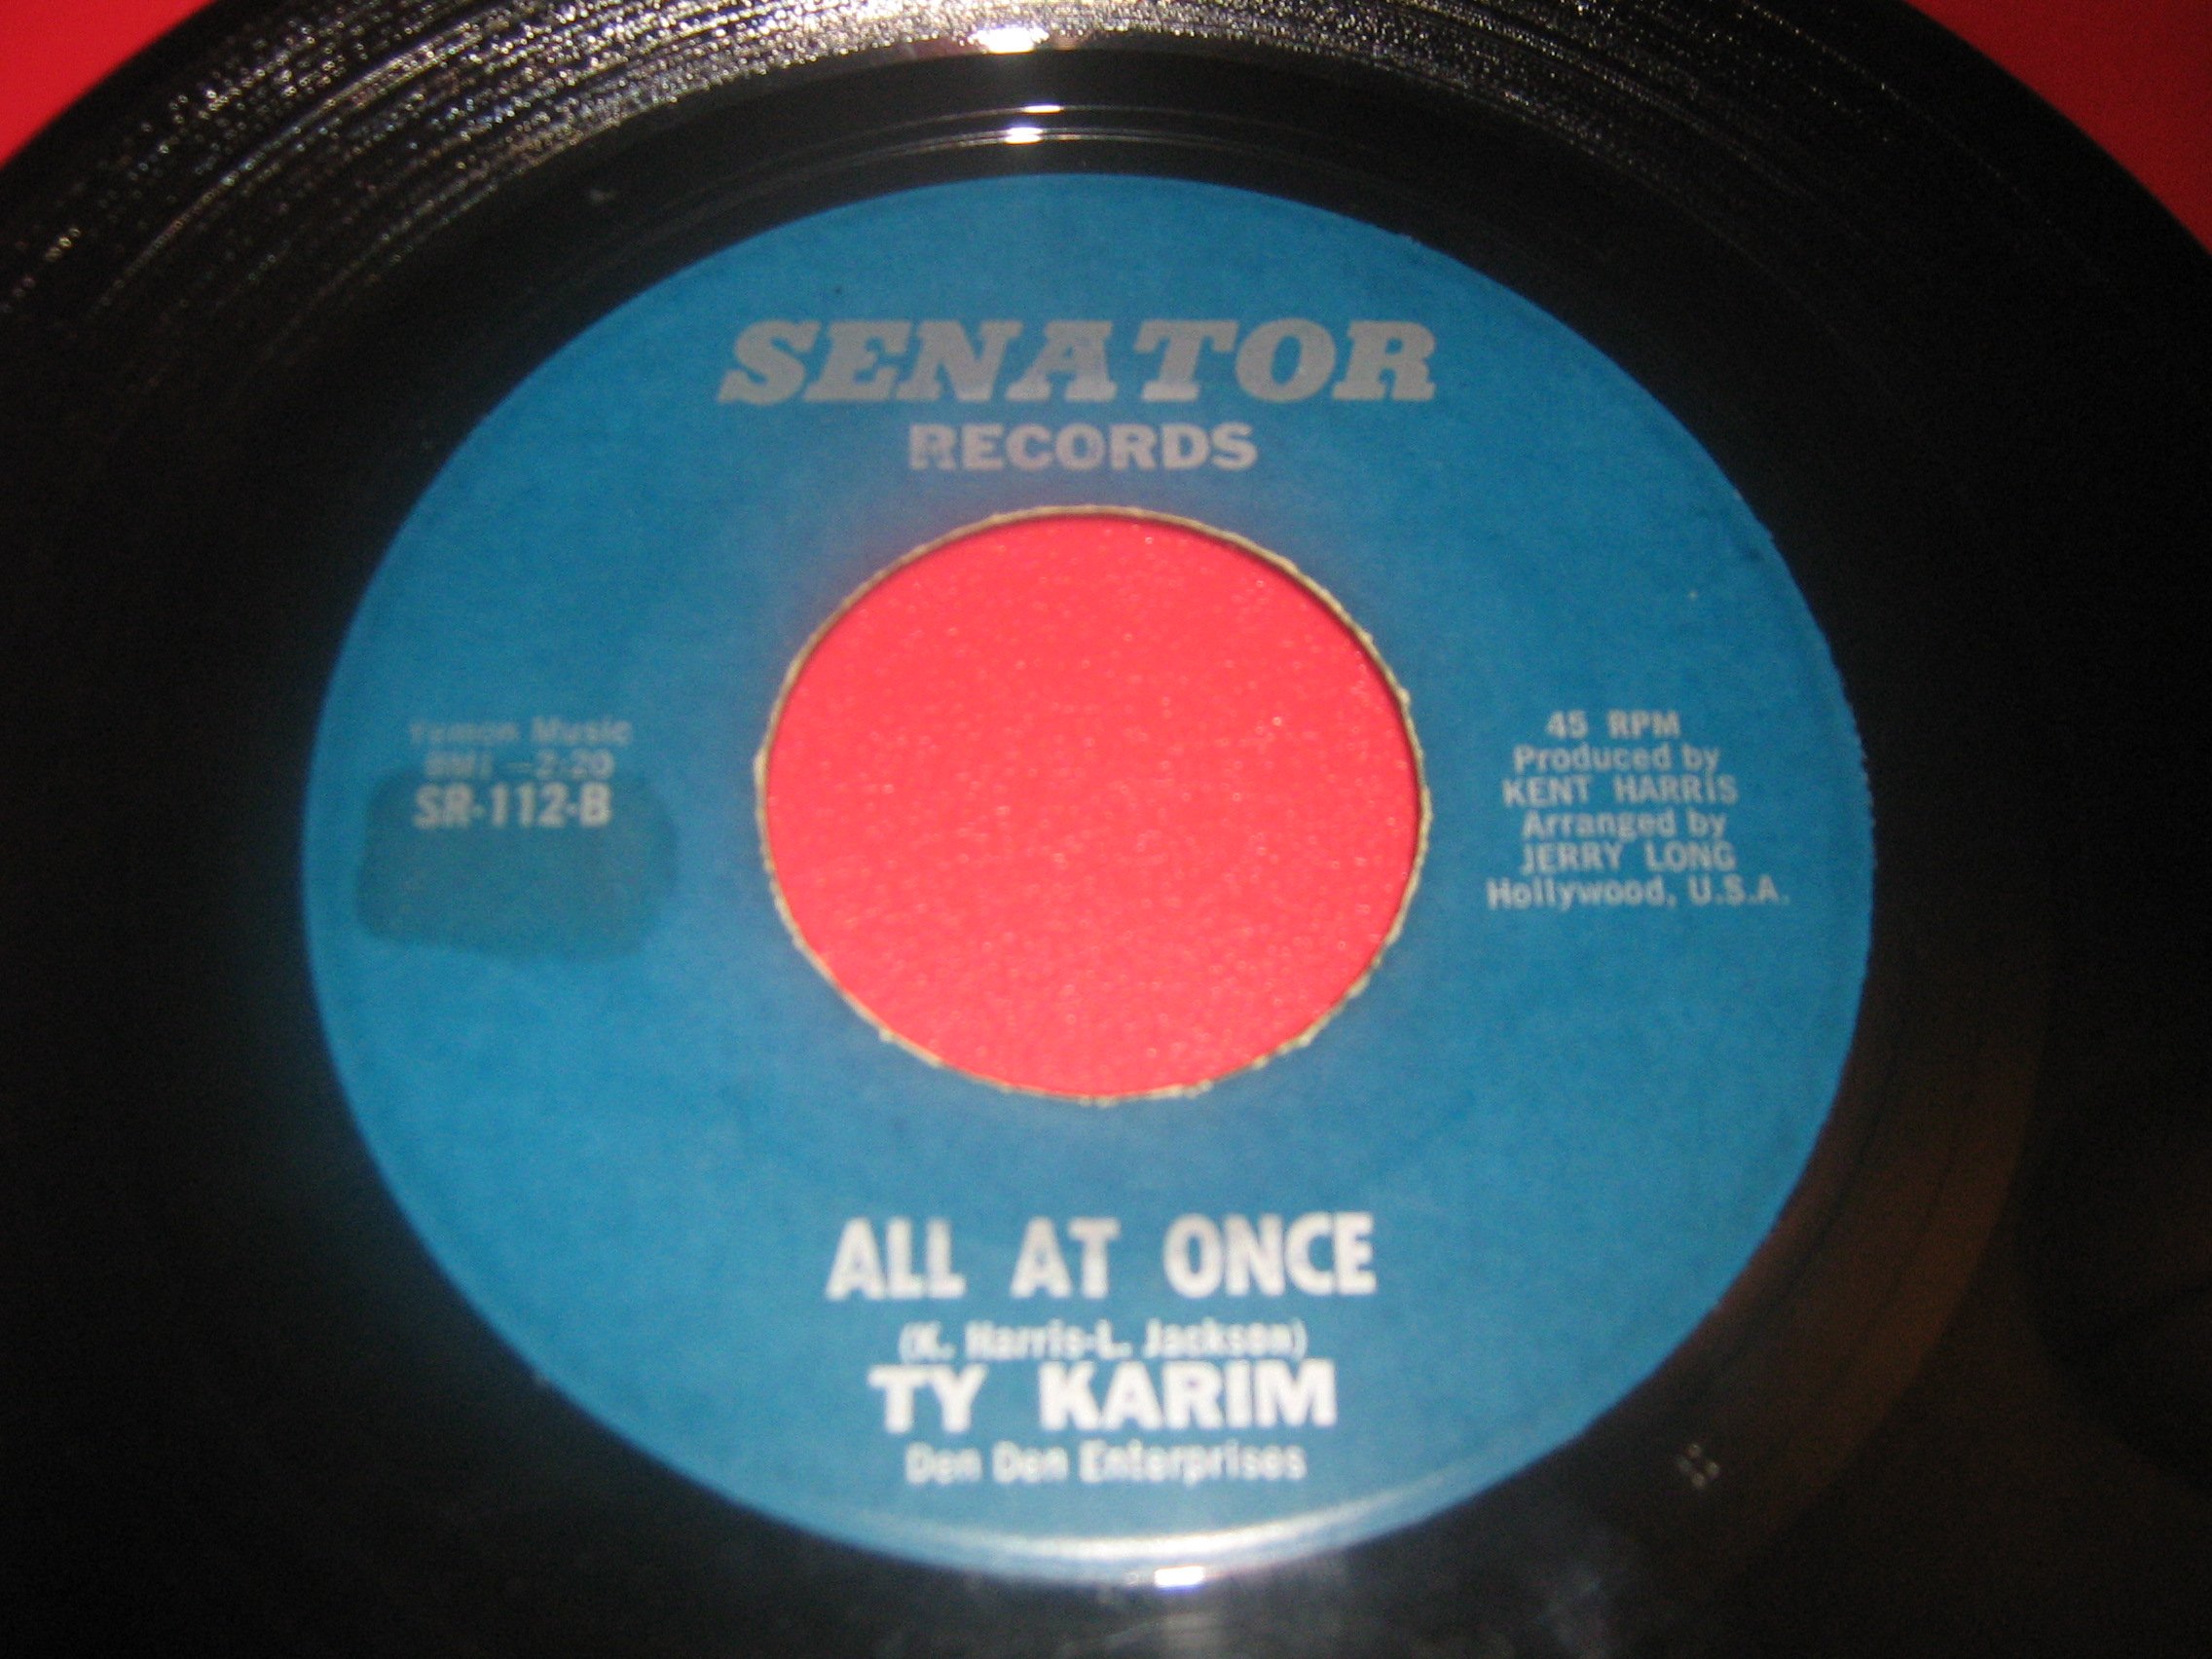 SENATOR
RECORDS
Yemon Music
BMI - 2:20
SR-112-B
45 RPM
Produced by
KENT HARRIS
Arranged by
JERRY LONG
Hollywood, U.S.A.
ALL AT ONCE
(K. Harris-L. Jackson)
TY KARIM
Den Den Enterprises